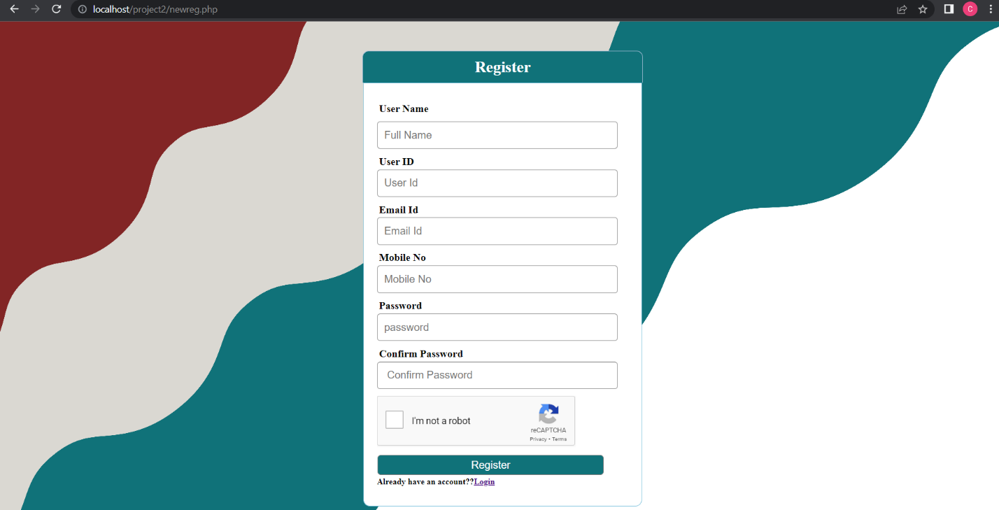 localhost/project2/newreg.php
C
Register
User Name
Full Name
User ID
User Id
Email Id
Email Id
Mobile No
Mobile No
Password
password
Confirm Password
Confirm Password
I'm not a robot
reCAPTCHA
Privacy - Terms
Register
Already have an account??Login